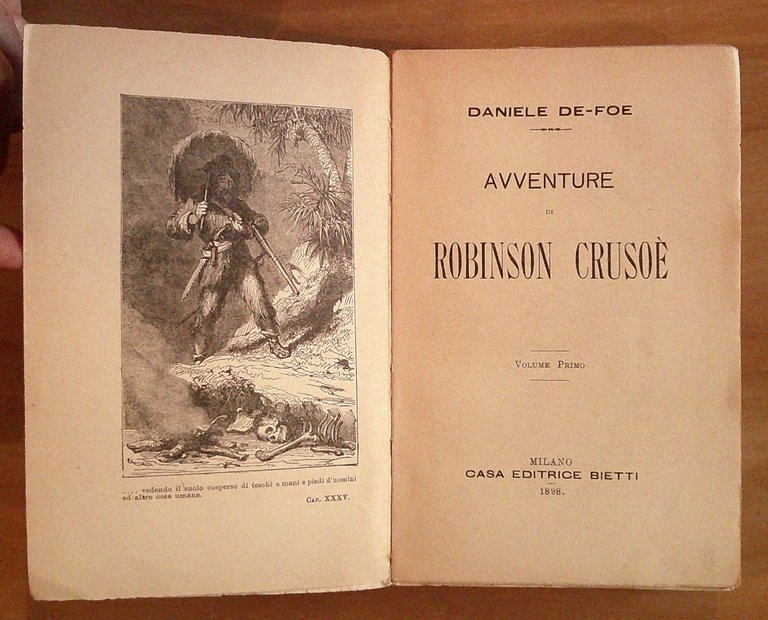 .... vedendo il suolo cosperso di teschi e mani e piedi d'uomini
ed altre ossa umane.
CAP. XXXV.
DANIELE DE-FOE
AVVENTURE
DI
ROBINSON CRUSOÈ
VOLUME PRIMO
MILANO
CASA EDITRICE BIETTI
1898.